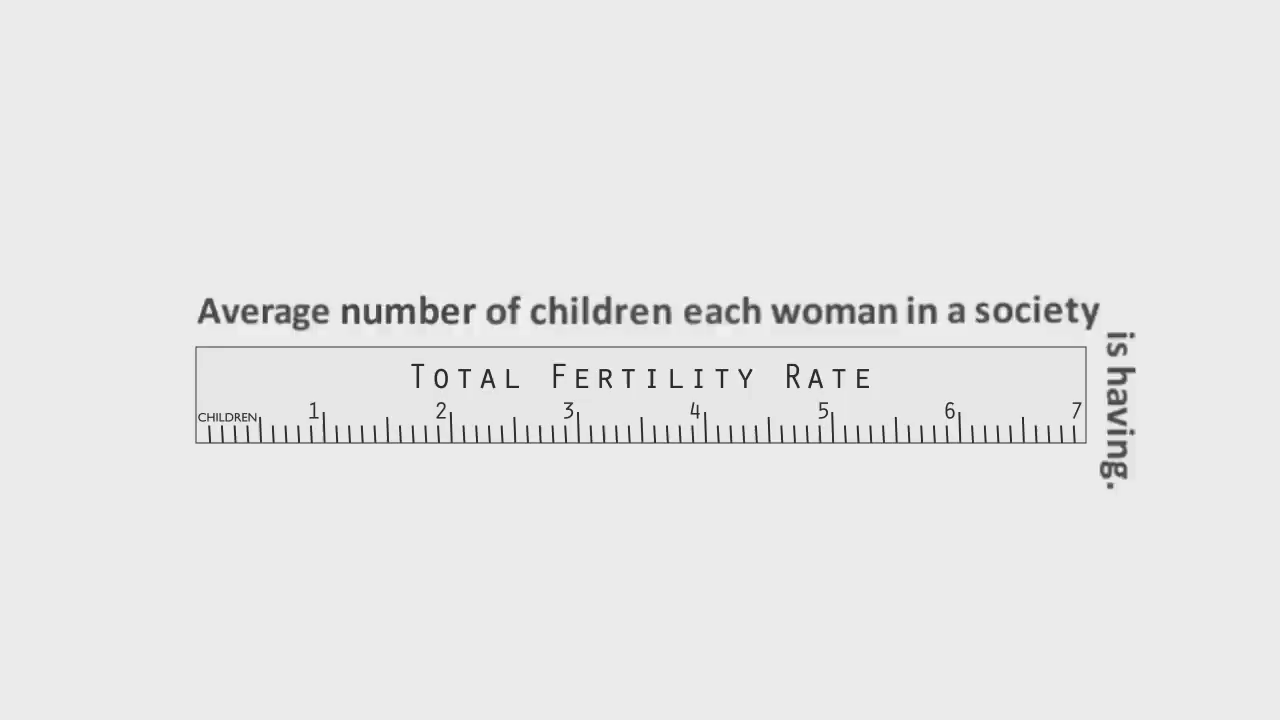 Average number of children each woman in a society
is having.
TOTAL FERTILITY RATE
CHILDREN 1 2 3 4 5 6 7